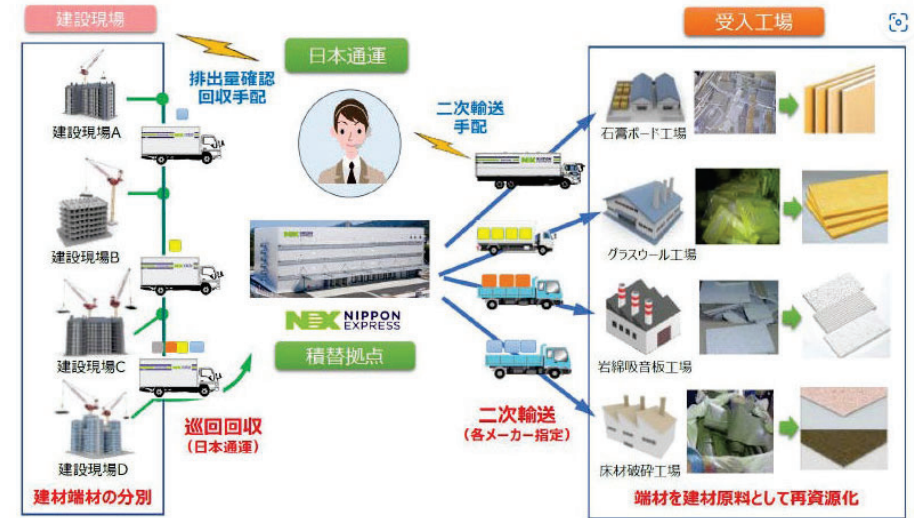 建設現場
建設現場A
建設現場B
建設現場C
建設現場D
建材端材の分別
日本通運
排出量確認
回収手配
二次輸送
手配
NX NIPPON
EXPRESS
積替拠点
巡回回収
(日本通運)
二次輸送
(各メーカー指定)
受入工場
石膏ボード工場
グラスウール工場
岩綿吸音板工場
床材破砕工場
端材を建材原料として再資源化